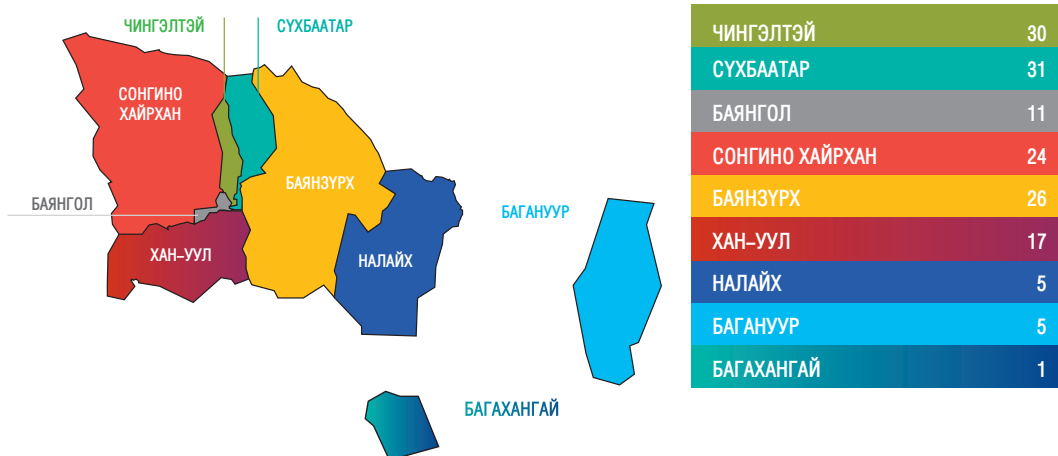 ЧИНГЭЛТЭЙ
СҮХБААТАР
СОНГИНО
ХАЙРХАН
БАЯНЗҮРХ
БАЯНГОЛ
ХАН–УУЛ
НАЛАЙХ
БАГАНУУР
БАГАХАНГАЙ
ЧИНГЭЛТЭЙ 30
СҮХБААТАР 31
БАЯНГОЛ 11
СОНГИНО ХАЙРХАН 24
БАЯНЗҮРХ 26
ХАН–УУЛ 17
НАЛАЙХ 5
БАГАНУУР 5
БАГАХАНГАЙ 1